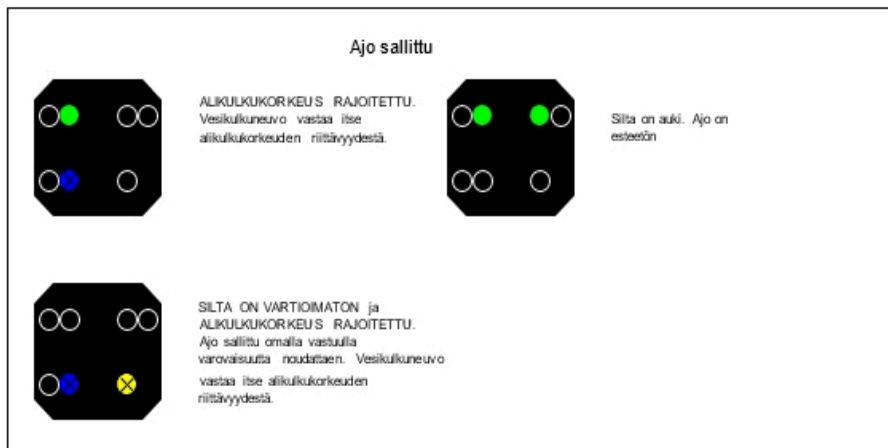 Ajo sallittu
ALIKULKUKORKEUS RAJOITETTU.
Vesikulkuneuvo vastaa itse
alikulkukorkeuden riittävyydestä.
Silta on auki. Ajo on
esteetön
SILTA ON VARTIOIMATON ja
ALIKULKUKORKEUS RAJOITETTU.
Ajo sallittu omalla vastuulla
varovaisuutta noudattaen. Vesikulkuneuvo
vastaa itse alikulkukorkeuden
riittävyydestä.